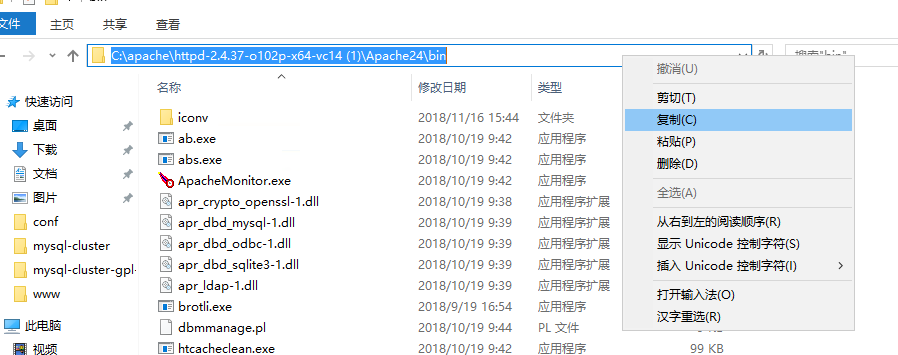 文件 主页 共享 查看
C:\apache\httpd-2.4.37-o102p-x64-vc14 (1)\Apache24\bin
搜索"bin"
名称 修改日期 类型
快速访问
桌面
下载
文档
图片
conf
mysql-cluster
mysql-cluster-gpl-
www
此电脑
视频
iconv 2018/11/16 15:44 文件夹
ab.exe 2018/10/19 9:42 应用程序
abs.exe 2018/10/19 9:42 应用程序
ApacheMonitor.exe 2018/10/19 9:42 应用程序
apr_crypto_openssl-1.dll 2018/10/19 9:38 应用程序扩展
apr_dbd_mysql-1.dll 2018/10/19 9:39 应用程序扩展
apr_dbd_odbc-1.dll 2018/10/19 9:39 应用程序扩展
apr_dbd_sqlite3-1.dll 2018/10/19 9:39 应用程序扩展
apr_ldap-1.dll 2018/10/19 9:39 应用程序扩展
brotli.exe 2018/9/19 16:54 应用程序
dbmmanage.pl 2018/10/19 9:44 PL 文件
htcacheclean.exe 2018/10/19 9:42 应用程序 99 KB
撤消(U)
剪切(T)
复制(C)
粘贴(P)
删除(D)
全选(A)
从右到左的阅读顺序(R)
显示 Unicode 控制字符(S)
插入 Unicode 控制字符(I)
打开输入法(O)
汉字重选(R)